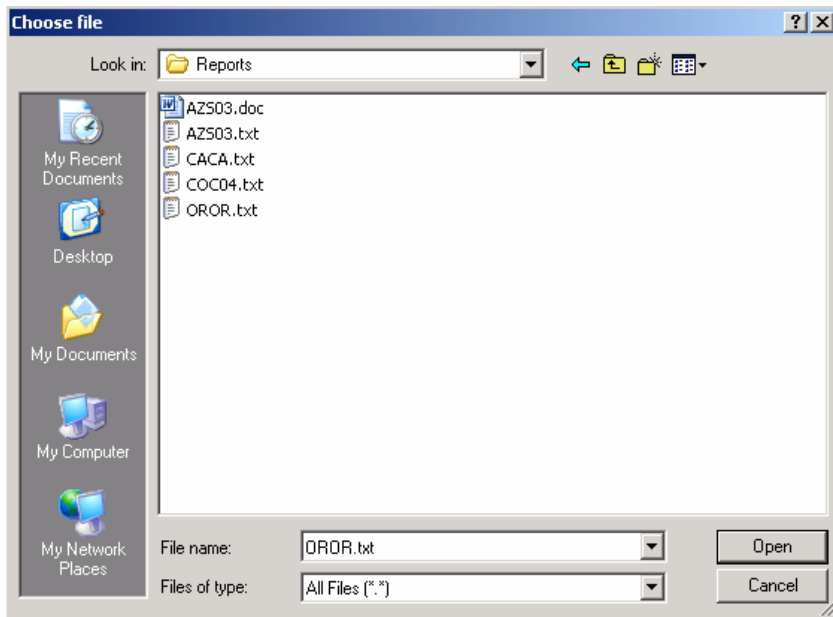 Choose file
Look in: Reports
My Recent
Documents
Desktop
My Documents
My Computer
My Network
Places
AZS03.doc
AZS03.txt
CACA.txt
COC04.txt
OROR.txt
File name: OROR.txt Open
Files of type: All Files (*.*) Cancel